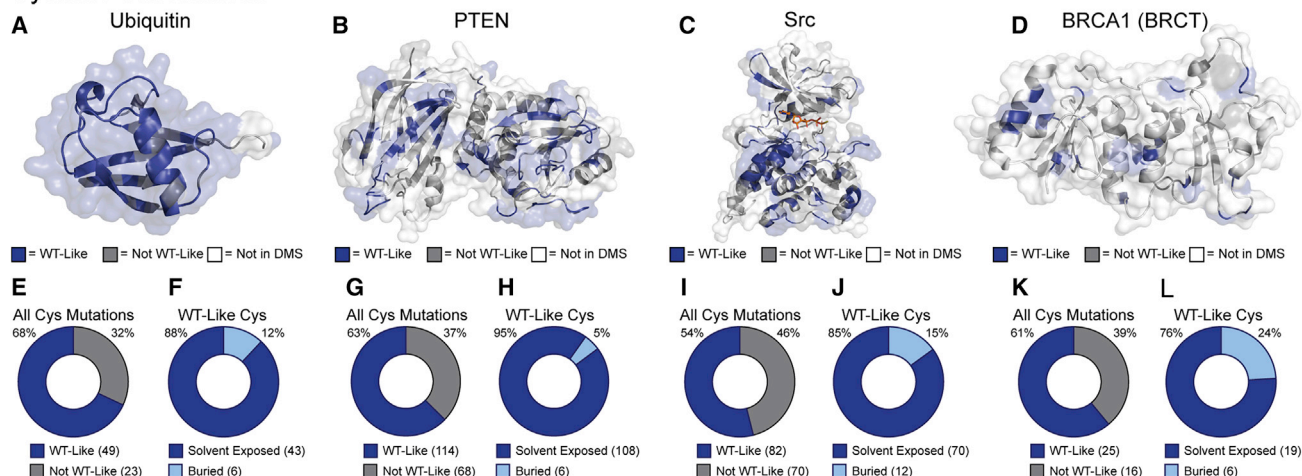 A
Ubiquitin
B
PTEN
C
Src
D
BRCA1 (BRCT)
= WT-Like = Not WT-Like = Not in DMS
= WT-Like = Not WT-Like = Not in DMS
= WT-Like = Not WT-Like = Not in DMS
= WT-Like = Not WT-Like = Not in DMS
E
All Cys Mutations
68% 32%
WT-Like (49)
Not WT-Like (23)
F
WT-Like Cys
88% 12%
Solvent Exposed (43)
Buried (6)
G
All Cys Mutations
63% 37%
WT-Like (114)
Not WT-Like (68)
H
WT-Like Cys
95% 5%
Solvent Exposed (108)
Buried (6)
I
All Cys Mutations
54% 46%
WT-Like (82)
Not WT-Like (70)
J
WT-Like Cys
85% 15%
Solvent Exposed (70)
Buried (12)
K
All Cys Mutations
61% 39%
WT-Like (25)
Not WT-Like (16)
L
WT-Like Cys
76% 24%
Solvent Exposed (19)
Buried (6)